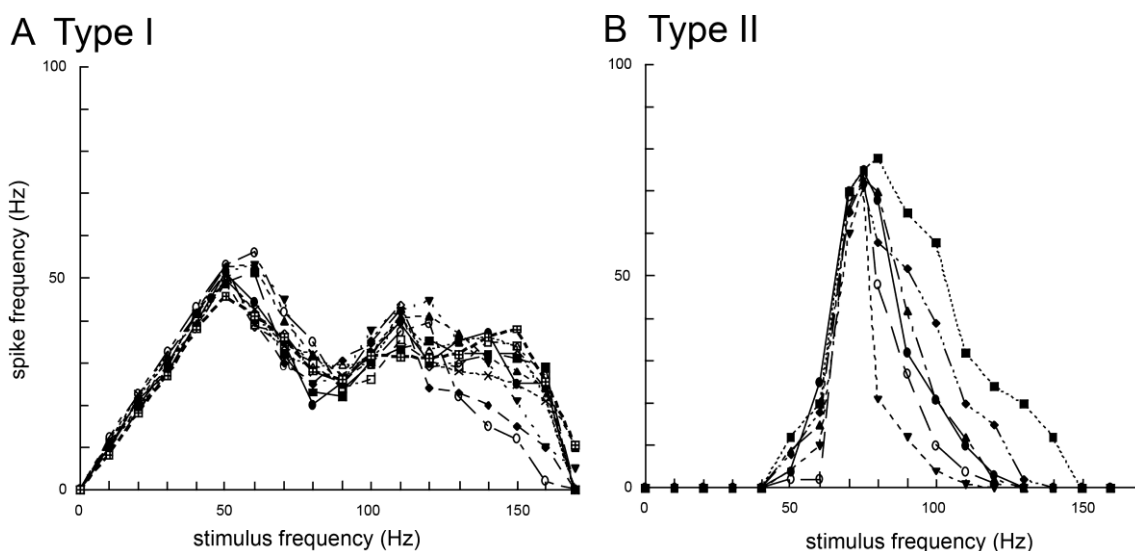 A Type I
100
50
0
spike frequency (Hz)
0 50 100 150
stimulus frequency (Hz)
B Type II
100
50
0
0 50 100 150
stimulus frequency (Hz)